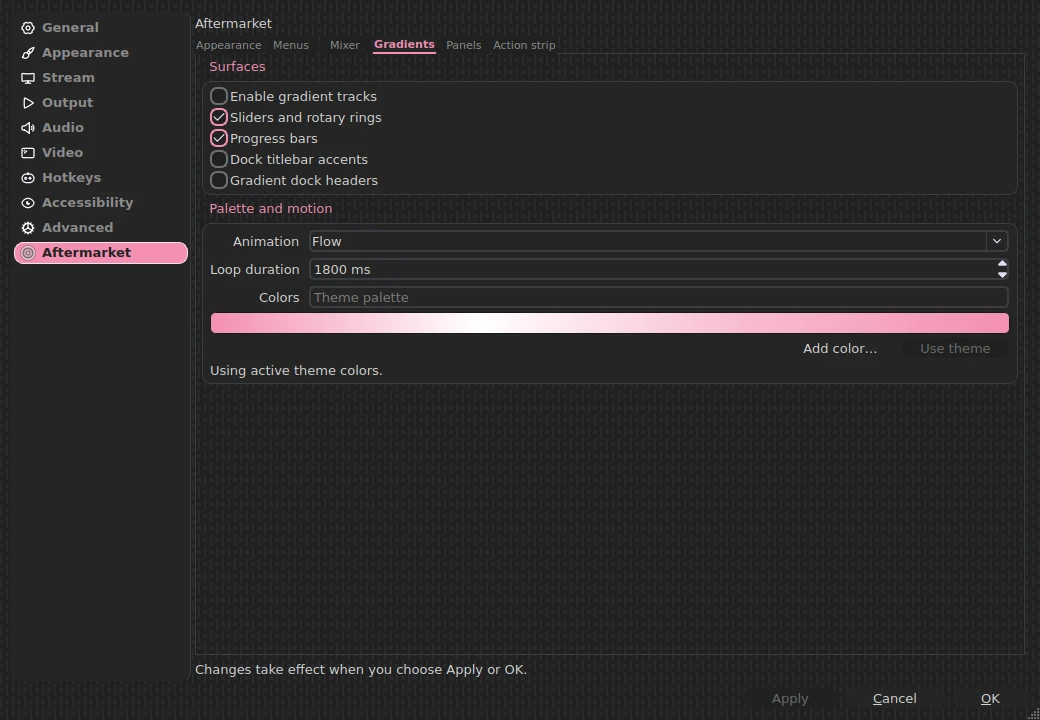 General
Appearance
Stream
Output
Audio
Video
Hotkeys
Accessibility
Advanced
Aftermarket
Aftermarket
Appearance Menus Mixer Gradients Panels Action strip
Surfaces
Enable gradient tracks
Sliders and rotary rings
Progress bars
Dock titlebar accents
Gradient dock headers
Palette and motion
Animation Flow
Loop duration 1800 ms
Colors Theme palette
Add color... Use theme
Using active theme colors.
Changes take effect when you choose Apply or OK.
Apply Cancel OK